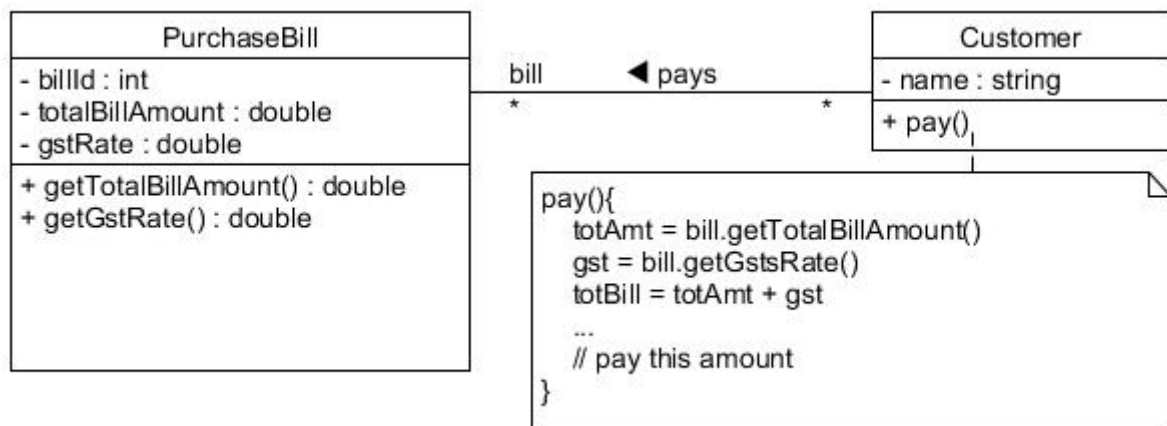 PurchaseBill
- billId : int
- totalBillAmount : double
- gstRate : double
+ getTotalBillAmount() : double
+ getGstRate() : double
bill ◀ pays
* *
Customer
- name : string
+ pay()
pay(){
totAmt = bill.getTotalBillAmount()
gst = bill.getGstsRate()
totBill = totAmt + gst
...
// pay this amount
}